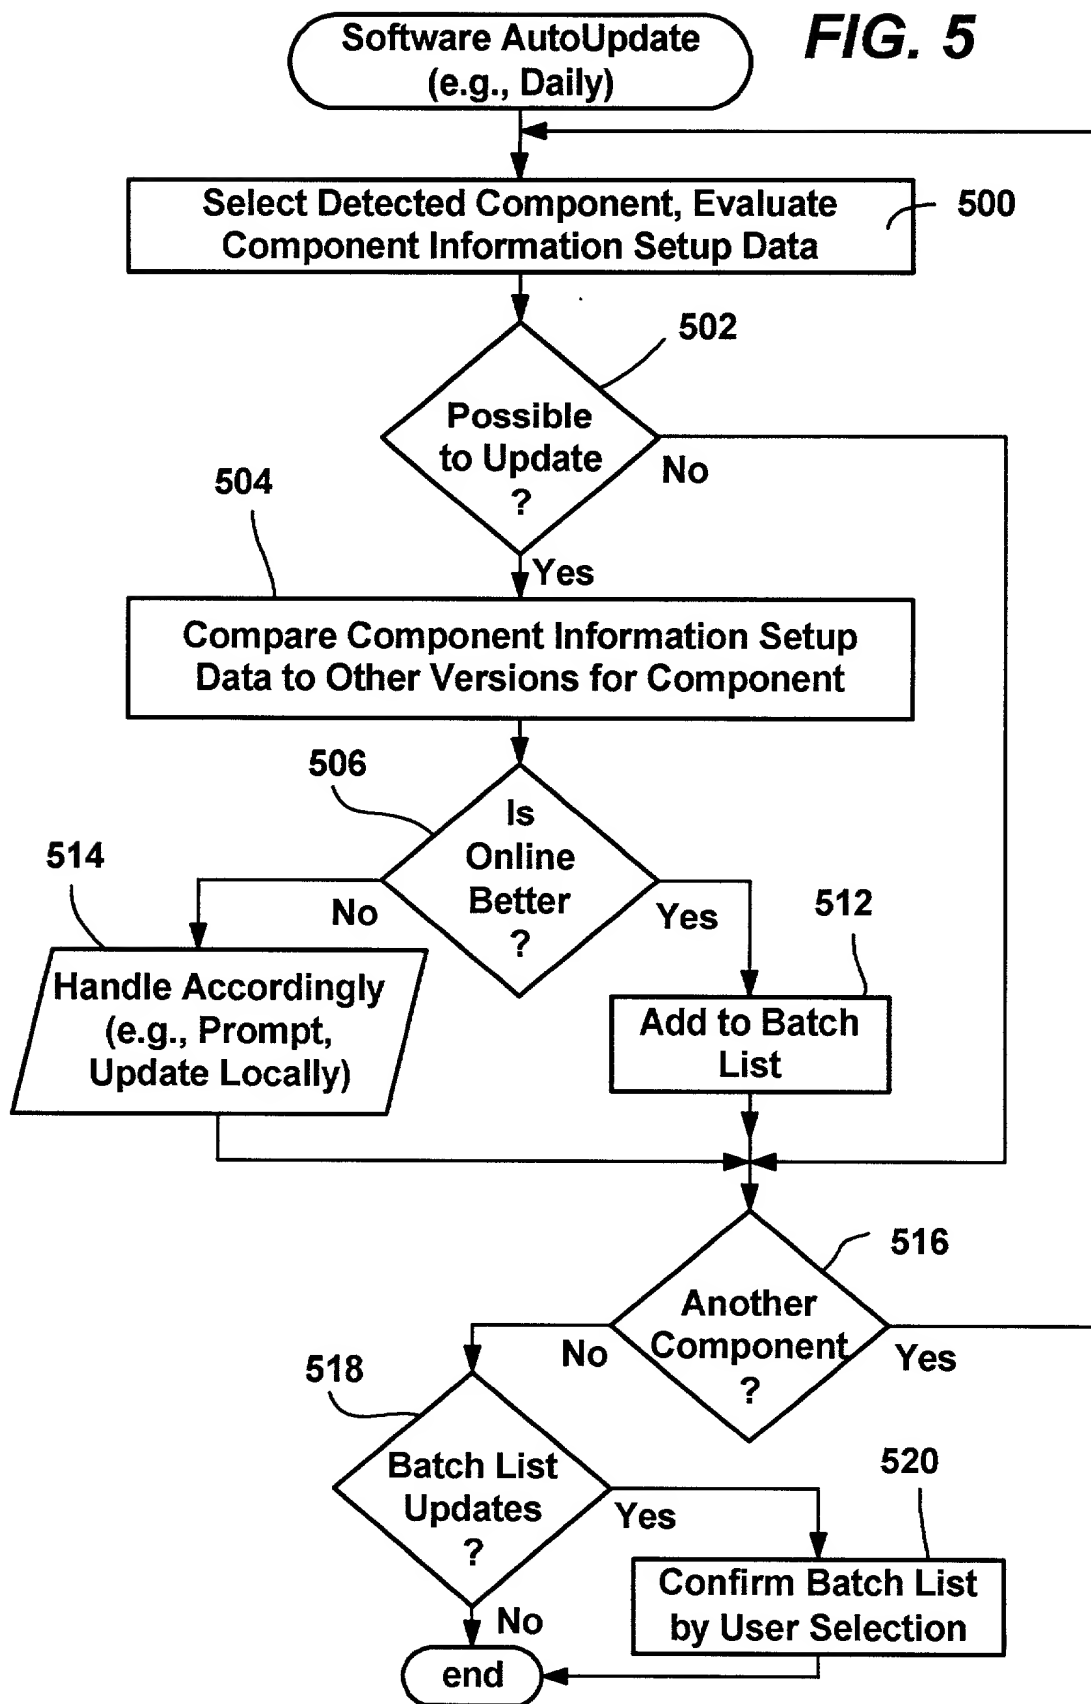 FIG. 5
Software AutoUpdate
(e.g., Daily)
Select Detected Component, Evaluate
Component Information Setup Data
500
502
Possible
to Update
?
No
504
Yes
Compare Component Information Setup
Data to Other Versions for Component
506
Is
Online
Better
?
514
No
Yes
512
Handle Accordingly
(e.g., Prompt,
Update Locally)
Add to Batch
List
516
Another
Component
?
No
Yes
518
Batch List
Updates
?
Yes
520
No
Confirm Batch List
by User Selection
end